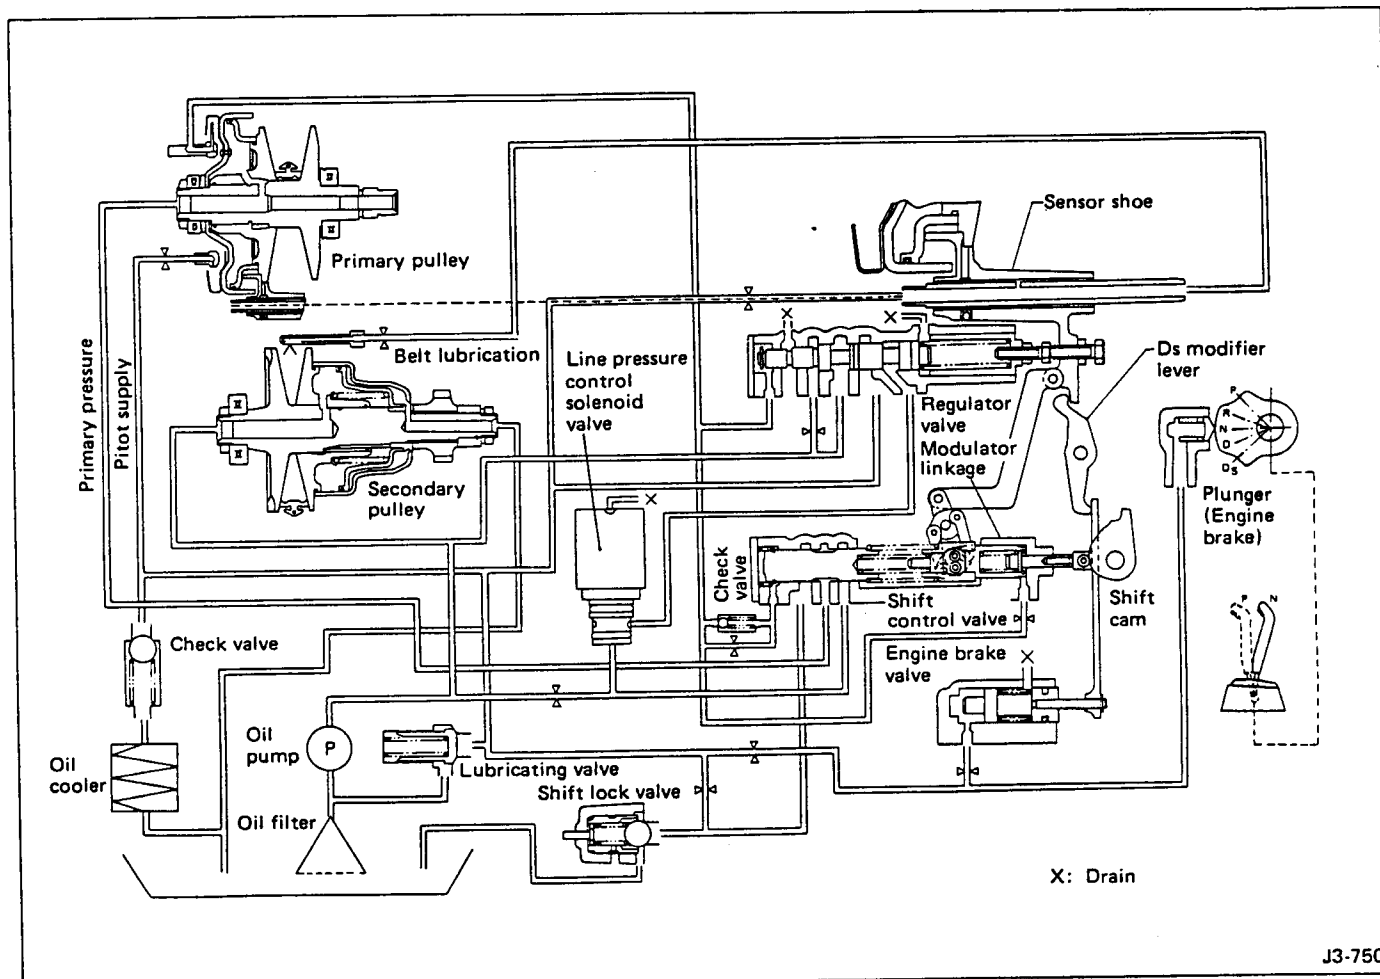 Sensor shoe
Primary pulley
Primary pressure
Pitot supply
Belt lubrication
Line pressure
control
solenoid
valve
Ds modifier
lever
P
R
N
D
Ds
Regulator
valve
Modulator
linkage
Secondary
pulley
Plunger
(Engine
brake)
Check
valve
Shift
control valve
Shift
cam
P
N
Check valve
Engine brake
valve
Oil
pump
P
Oil
cooler
Lubricating valve
Shift lock valve
Oil filter
X: Drain
J3-750